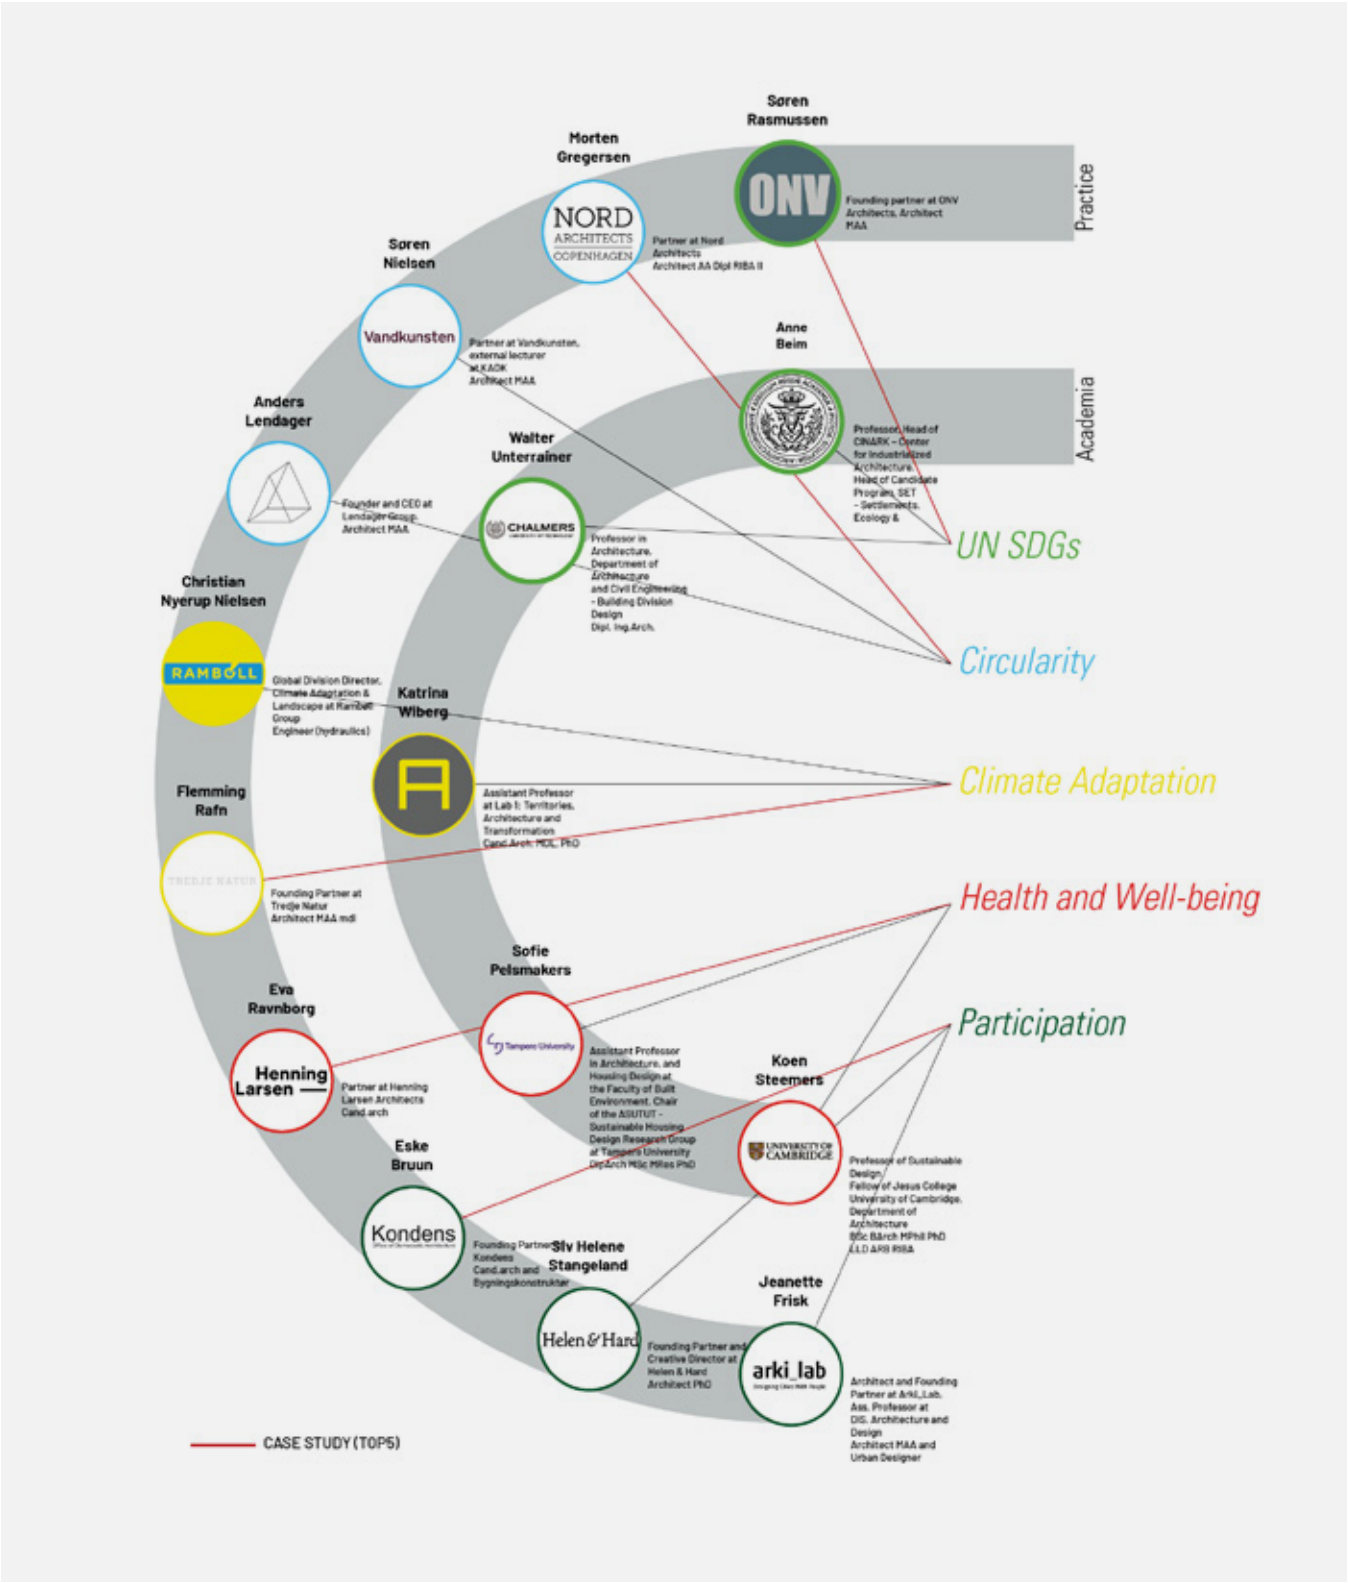 Søren
Rasmussen
ONV
Founding partner at ONV
Architects, Architect
MAA
Practice
Morten
Gregersen
NORD
ARCHITECTS
COPENHAGEN
Partner at Nord
Architects
Architect AA Dipl RIBA II
Søren
Nielsen
Vandkunsten
Partner at Vandkunsten,
external lecturer
at KADK
Architect MAA
Anders
Lendager
Founder and CEO at
Lendager Group,
Architect MAA
Christian
Nyerup Nielsen
RAMBOLL
Global Division Director,
Climate Adaptation &
Landscape at Ramboll
Group
Engineer (hydraulics)
Flemming
Rafn
TREDJE NATUR
Founding Partner at
Tredje Natur
Architect MAA mdl
Eva
Ravnborg
Henning
Larsen —
Partner at Henning
Larsen Architects
Cand.arch
Eske
Bruun
Kondens
Founding Partner
Kondens
Cand.arch and
Bygningskonstruktør
Siv Helene
Stangeland
Helen & Hard
Founding Partner and
Creative Director at
Helen & Hard
Architect PhD
Jeanette
Frisk
arki_lab
Designing Cities With People
Architect and Founding
Partner at Arki_Lab,
Ass. Professor at
DIS, Architecture and
Design
Architect MAA and
Urban Designer
Anne
Beim
Professor, Head of
CINARK – Center
for Industrialized
Architecture.
Head of Candidate
Program, SET
– Settlements,
Ecology &
Academia
Walter
Unterrainer
CHALMERS
UNIVERSITY OF TECHNOLOGY
Professor in
Architecture,
Department of
Architecture
and Civil Engineering
- Building Division
Design
Dipl. Ing.Arch.
Katrina
Wiberg
A
Assistant Professor
at Lab 1: Territories,
Architecture and
Transformation
Cand.Arch. MDL, PhD
Sofie
Pelsmakers
Tampere University
Assistant Professor
in Architecture, and
Housing Design at
the Faculty of Built
Environment, Chair
of the ASUTUT -
Sustainable Housing
Design Research Group
at Tampere University
DipArch MSc MRes PhD
Koen
Steemers
UNIVERSITY OF
CAMBRIDGE
Professor of Sustainable
Design,
Fellow of Jesus College
University of Cambridge,
Department of
Architecture
BSc BArch MPhil PhD
LLD ARB RIBA
UN SDGs
Circularity
Climate Adaptation
Health and Well-being
Participation
CASE STUDY (TOP5)